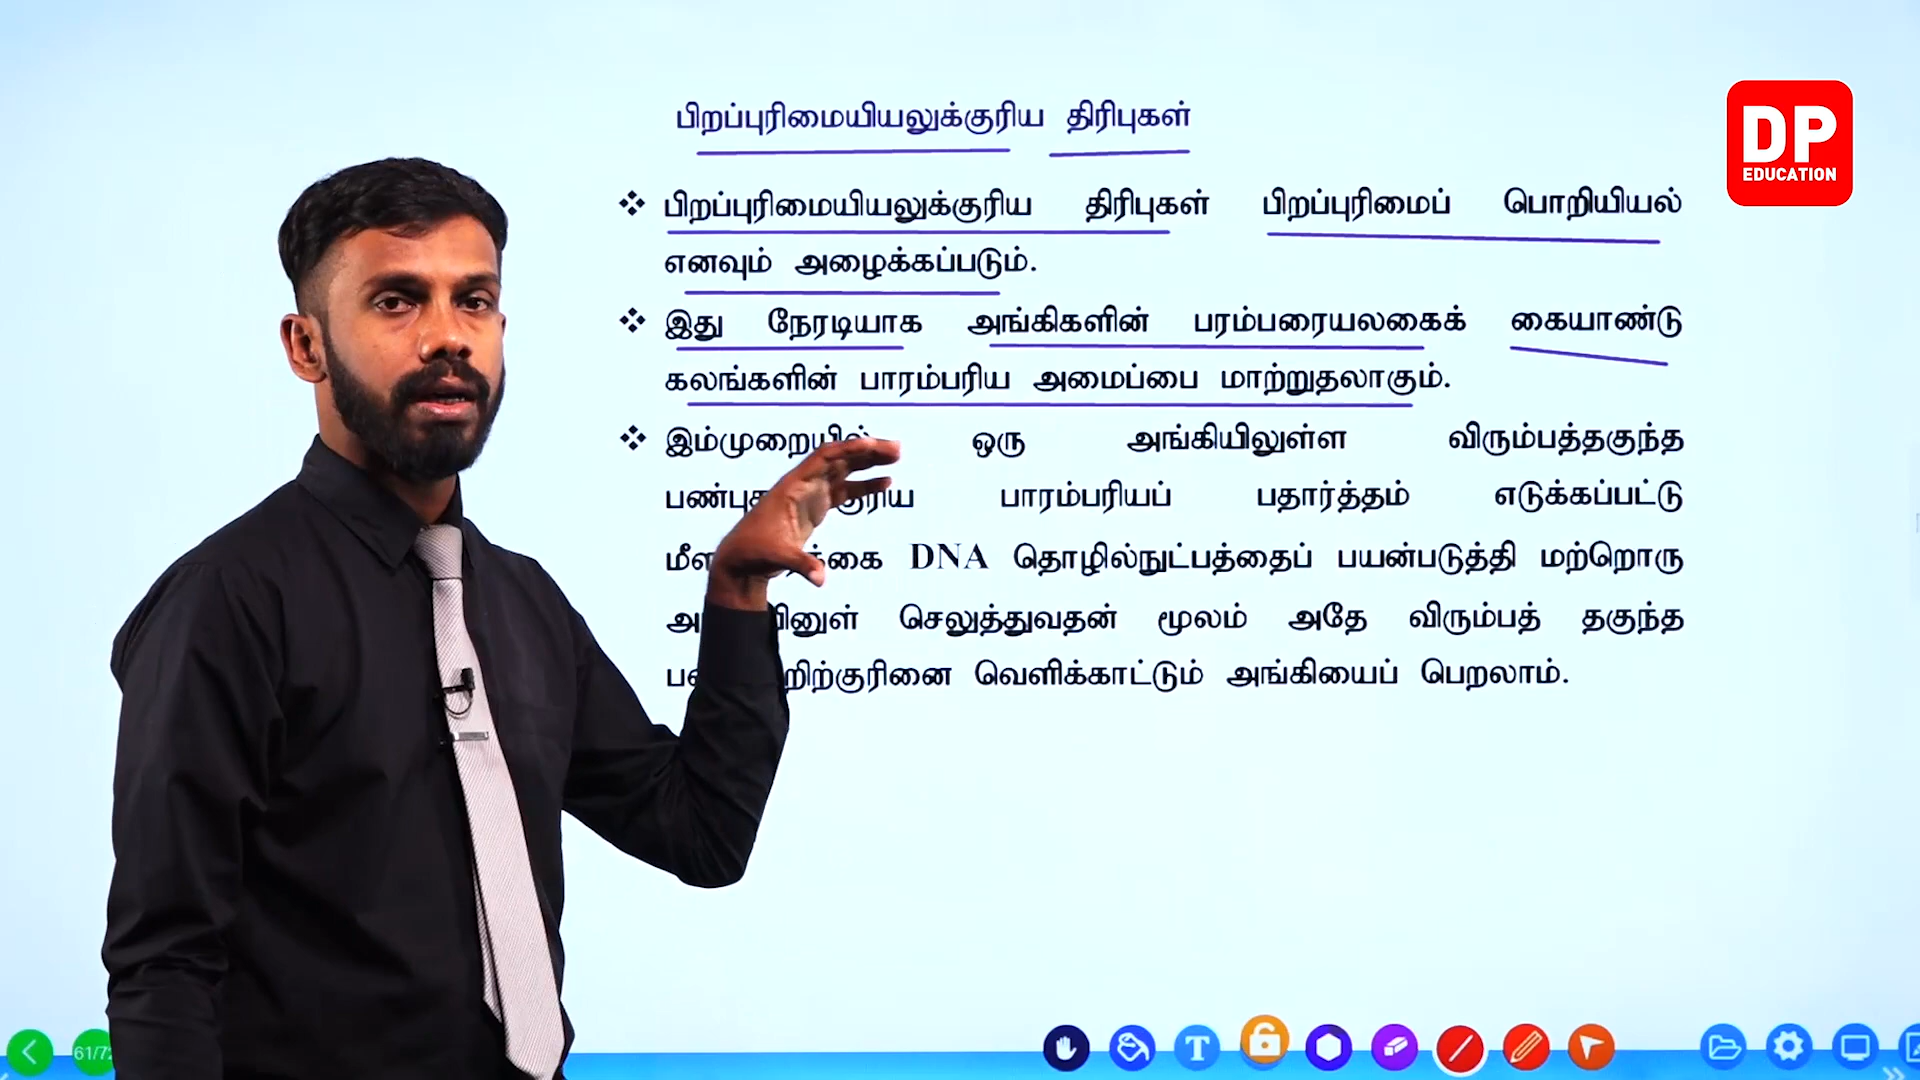 பிறப்புரிமையியலுக்குரிய திரிபுகள்
DP
EDUCATION
❖ பிறப்புரிமையியலுக்குரிய திரிபுகள் பிறப்புரிமைப் பொறியியல்
எனவும் அழைக்கப்படும்.
❖ இது நேரடியாக அங்கிகளின் பரம்பரையலகைக் கையாண்டு
கலங்களின் பாரம்பரிய அமைப்பை மாற்றுதலாகும்.
❖ ஒரு அங்கியிலுள்ள விரும்பத்தகுந்த
பாரம்பரியப் பதார்த்தம் எடுக்கப்பட்டு
DNA தொழில்நுட்பத்தைப் பயன்படுத்தி மற்றொரு
செலுத்துவதன் மூலம் அதே விரும்பத் தகுந்த
வெளிக்காட்டும் அங்கியைப் பெறலாம்.
T